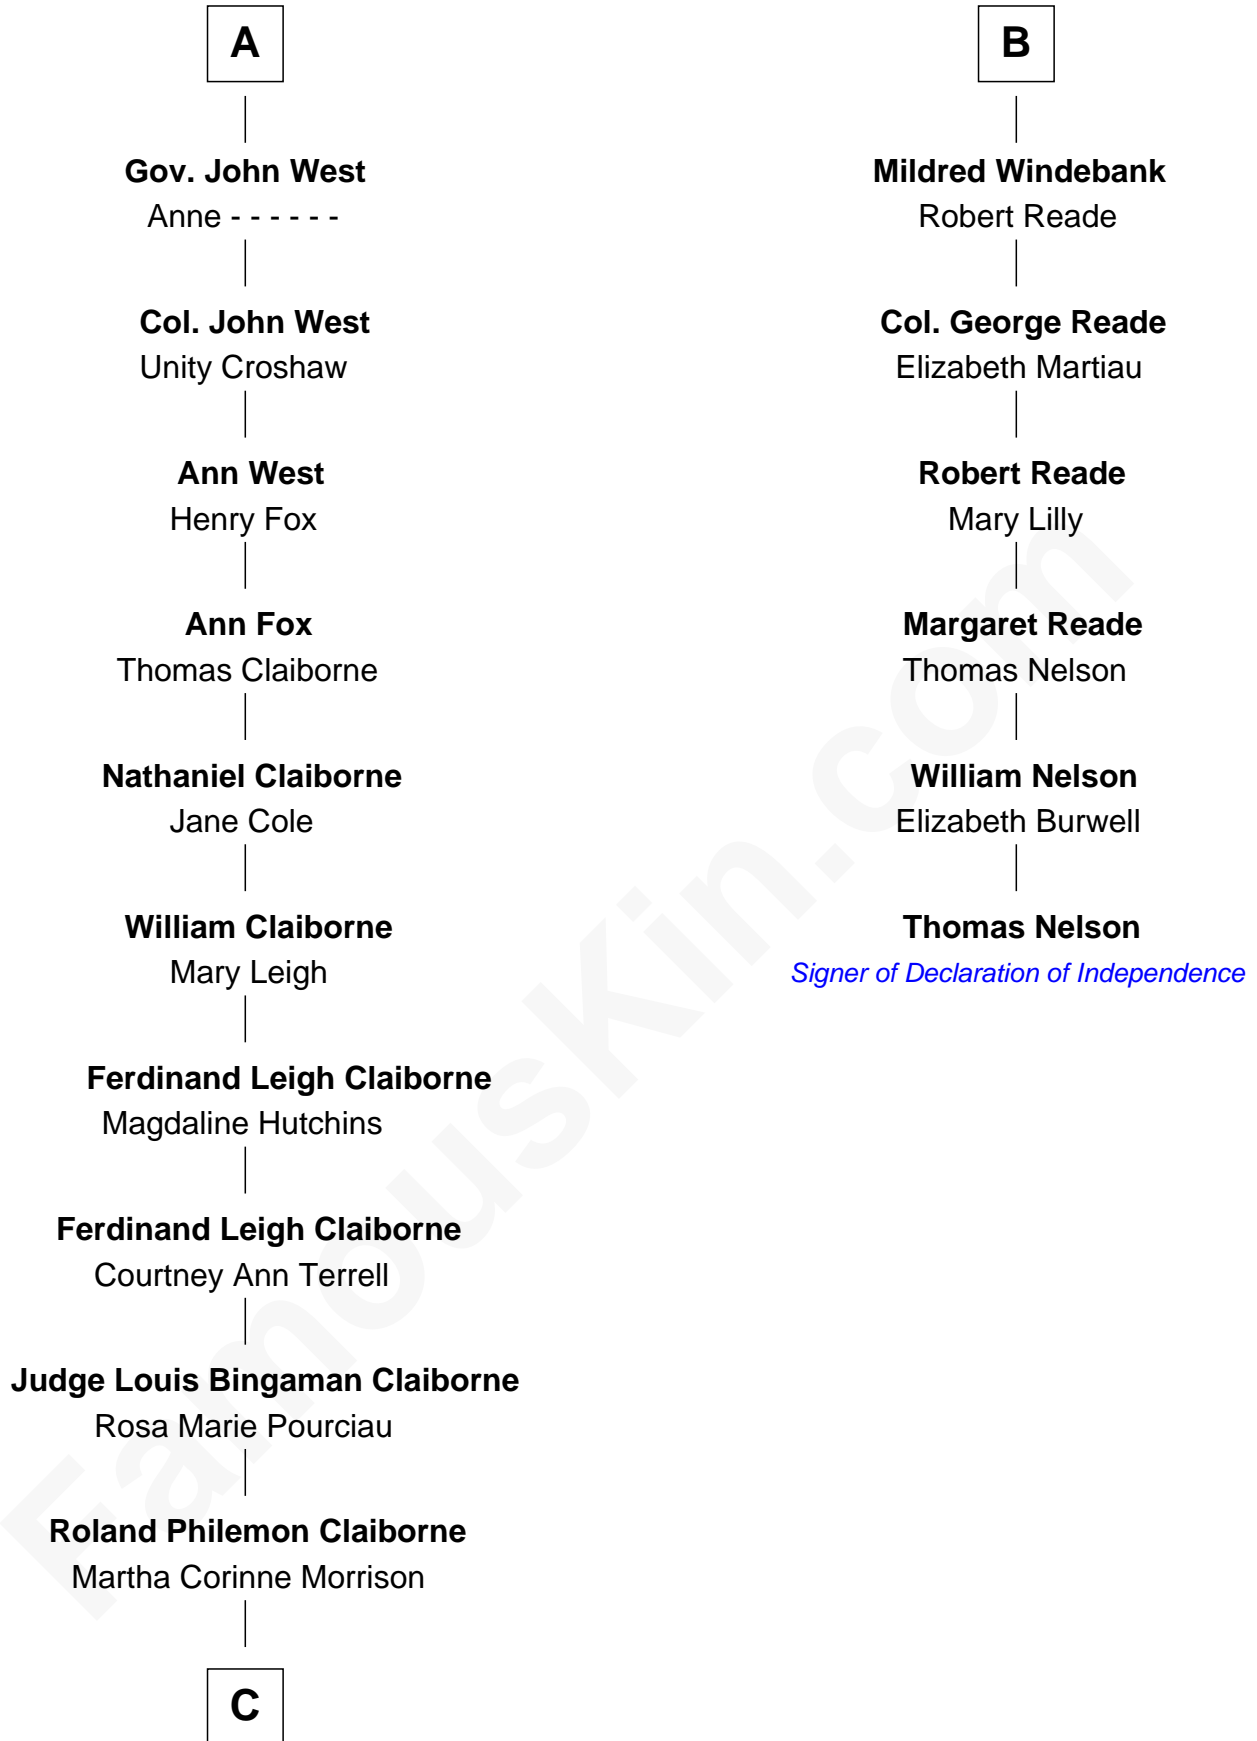 A
Gov. John West
Anne - - - - - -
Col. John West
Unity Croshaw
Ann West
Henry Fox
Ann Fox
Thomas Claiborne
Nathaniel Claiborne
Jane Cole
William Claiborne
Mary Leigh
Ferdinand Leigh Claiborne
Magdaline Hutchins
Ferdinand Leigh Claiborne
Courtney Ann Terrell
Judge Louis Bingaman Claiborne
Rosa Marie Pourciau
Roland Philemon Claiborne
Martha Corinne Morrison
C
B
Mildred Windebank
Robert Reade
Col. George Reade
Elizabeth Martiau
Robert Reade
Mary Lilly
Margaret Reade
Thomas Nelson
William Nelson
Elizabeth Burwell
Thomas Nelson
Signer of Declaration of Independence
FamousKin.com